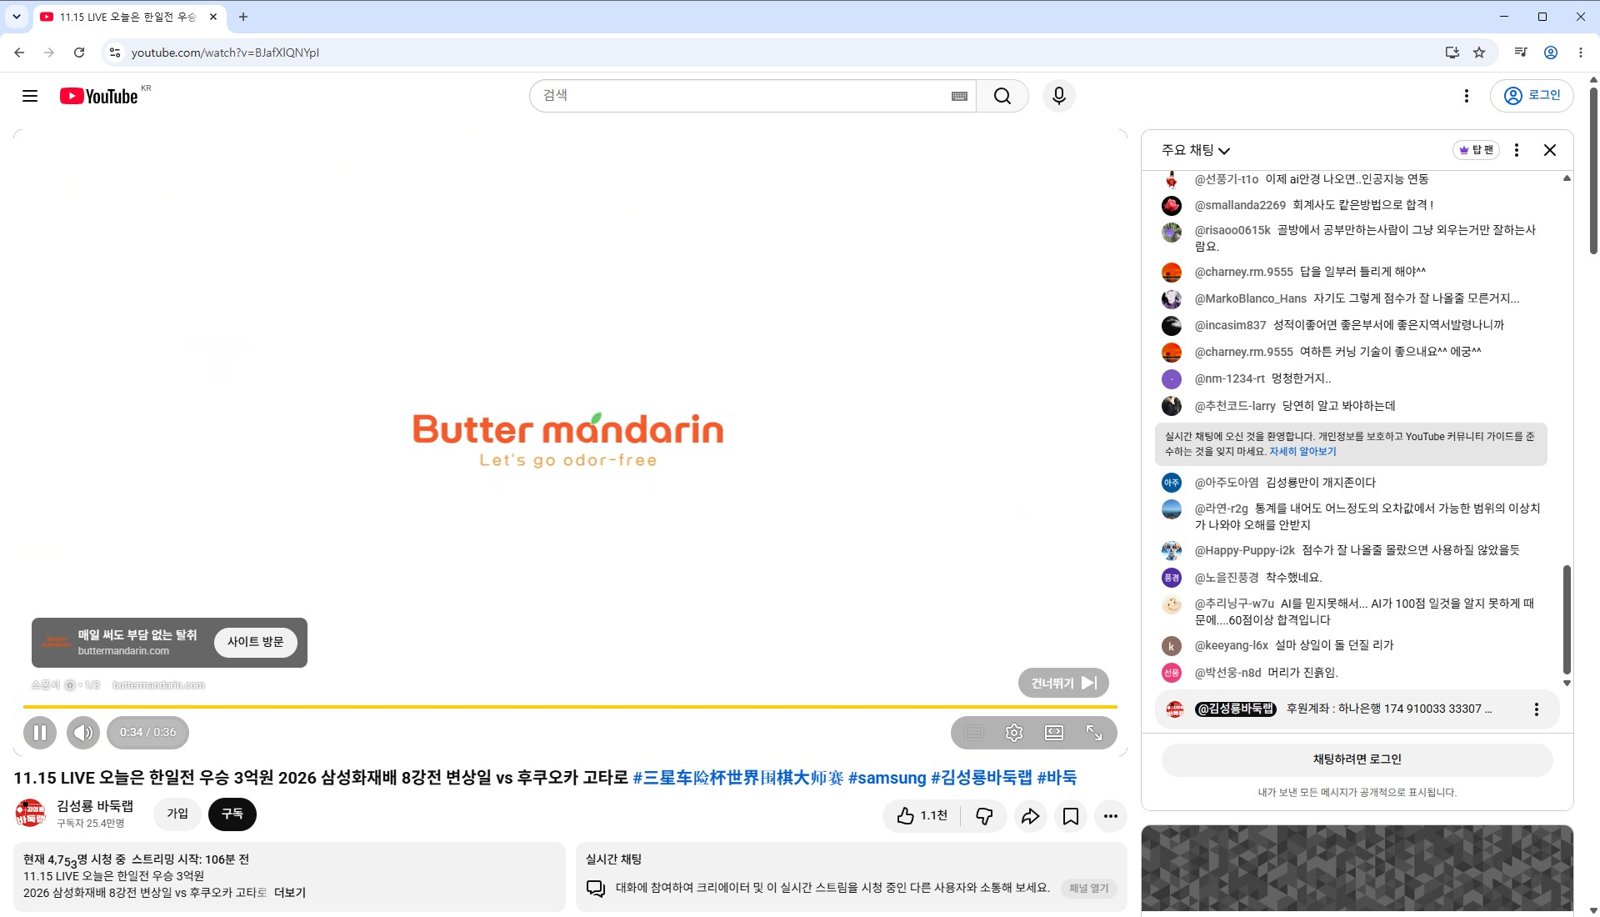 11.15 LIVE 오늘은 한일전 우승
youtube.com/watch?v=BJafXlQNYpI
YouTube KR
검색
로그인
Butter mandarin
Let's go odor-free
매일 써도 부담 없는 탈취
buttermandarin.com
사이트 방문
스폰서 · 1/3 buttermandarin.com
건너뛰기
0:34 / 0:36
11.15 LIVE 오늘은 한일전 우승 3억원 2026 삼성화재배 8강전 변상일 vs 후쿠오카 고타로 #三星车险杯世界围棋大师赛 #samsung #김성룡바둑랩 #바둑
김성룡 바둑랩
구독자 25.4만명
가입
구독
1.1천
현재 4,753명 시청 중 스트리밍 시작: 106분 전
11.15 LIVE 오늘은 한일전 우승 3억원
2026 삼성화재배 8강전 변상일 vs 후쿠오카 고타로 더보기
실시간 채팅
대화에 참여하여 크리에이터 및 이 실시간 스트림을 시청 중인 다른 사용자와 소통해 보세요.
패널 열기
주요 채팅
탑 팬
@선풍기-t1o 이제 ai안경 나오면..인공지능 연동
@smallanda2269 회계사도 캍은방법으로 합격 !
@risaoo0615k 골방에서 공부만하는사람이 그냥 외우는거만 잘하는사
람요.
@charney.rm.9555 답을 일부러 틀리게 해야^^
@MarkoBlanco_Hans 자기도 그렇게 점수가 잘 나올줄 모른거지...
@incasim837 성적이좋어면 좋은부서에 좋은지역서발령나니까
@charney.rm.9555 여하튼 커닝 기술이 좋으내요^^ 에궁^^
@nm-1234-rt 멍청한거지..
@추천코드-larry 당연히 알고 봐야하는데
실시간 채팅에 오신 것을 환영합니다. 개인정보를 보호하고 YouTube 커뮤니티 가이드를 준
수하는 것을 잊지 마세요. 자세히 알아보기
아주
@아주도아염 김성룡만이 개지존이다
@라연-r2g 통계를 내어도 어느정도의 오차값에서 가능한 범위의 이상치
가 나와야 오해를 안받지
@Happy-Puppy-i2k 점수가 잘 나올줄 몰랐으면 사용하질 않았을듯
풍경
@노을진풍경 착수했네요.
@추리닝구-w7u AI를 믿지못해서... AI가 100점 일것을 알지 못하게 때
문에....60점이상 합격입니다
k
@keeyang-l6x 설마 상일이 돌 던질 리가
선웅
@박선웅-n8d 머리가 진흙임.
@김성룡바둑랩 후원계좌 : 하나은행 174 910033 33307 ...
채팅하려면 로그인
내가 보낸 모든 메시지가 공개적으로 표시됩니다.